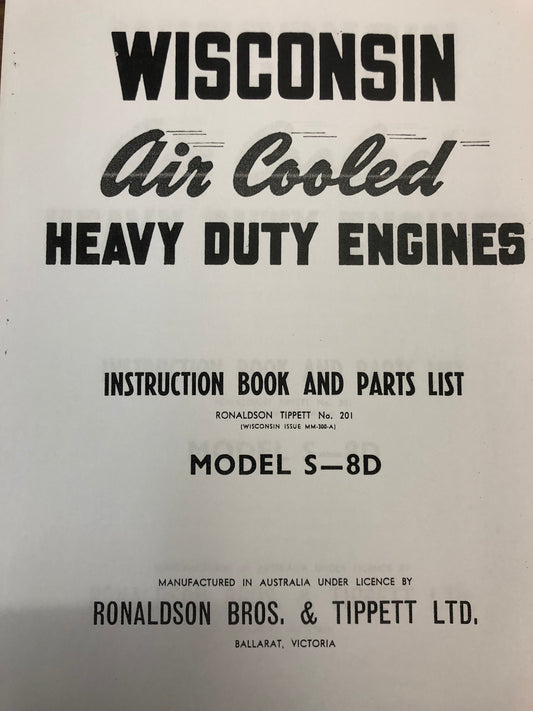 WISCONSIN
Air Cooled
HEAVY DUTY ENGINES
INSTRUCTION BOOK AND PARTS LIST
RONALDSON TIPPETT No. 201
(WISCONSIN ISSUE MM-300-A)
MODEL S—8D
MANUFACTURED IN AUSTRALIA UNDER LICENCE BY
RONALDSON BROS. & TIPPETT LTD.
BALLARAT, VICTORIA